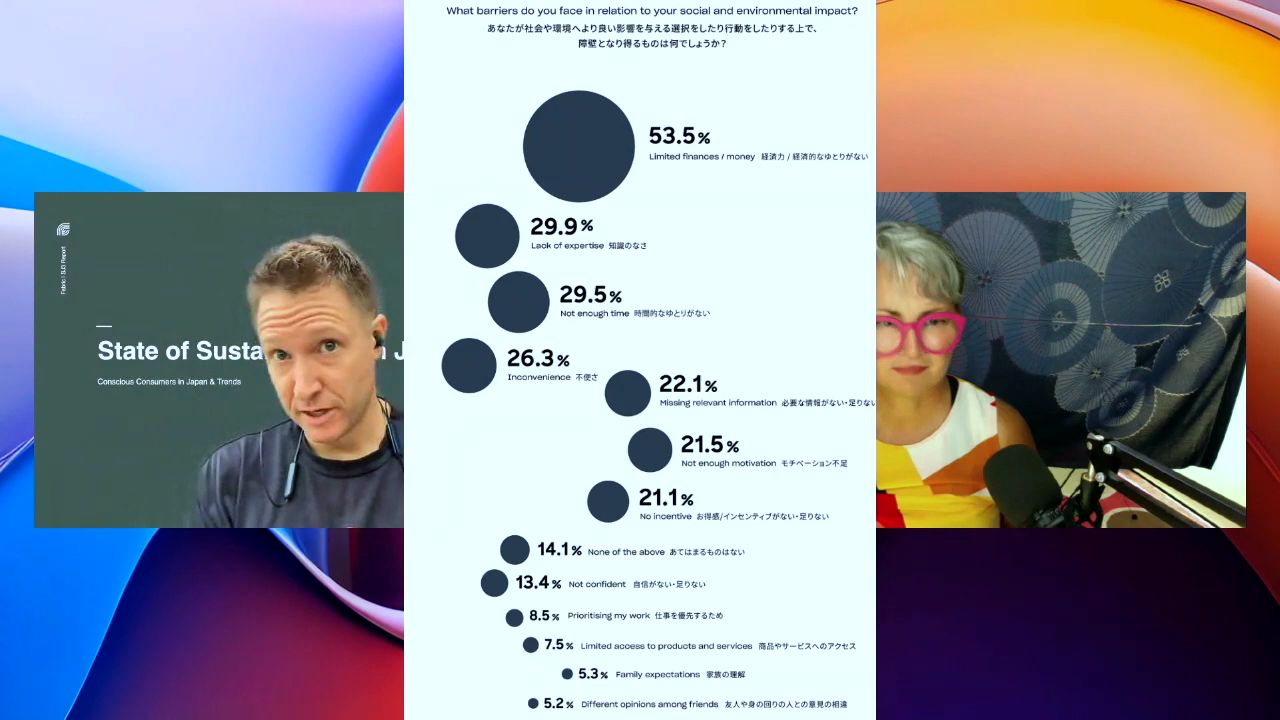 What barriers do you face in relation to your social and environmental impact?
あなたが社会や環境へより良い影響を与える選択をしたり行動をしたりする上で、
障壁となり得るものは何でしょうか？
53.5%
Limited finances / money 経済力 / 経済的なゆとりがない
29.9%
Lack of expertise 知識のなさ
29.5%
Not enough time 時間的なゆとりがない
26.3%
Inconvenience 不便さ
22.1%
Missing relevant information 必要な情報がない・足りない
21.5%
Not enough motivation モチベーション不足
21.1%
No incentive お得感/インセンティブがない・足りない
14.1% None of the above あてはまるものはない
13.4% Not confident 自信がない・足りない
8.5% Prioritising my work 仕事を優先するため
7.5% Limited access to products and services 商品やサービスへのアクセス
5.3% Family expectations 家族の理解
5.2% Different opinions among friends 友人や身の回りの人との意見の相違
Fabric | SUS Report
State of Susta n J
Conscious Consumers in Japan & Trends